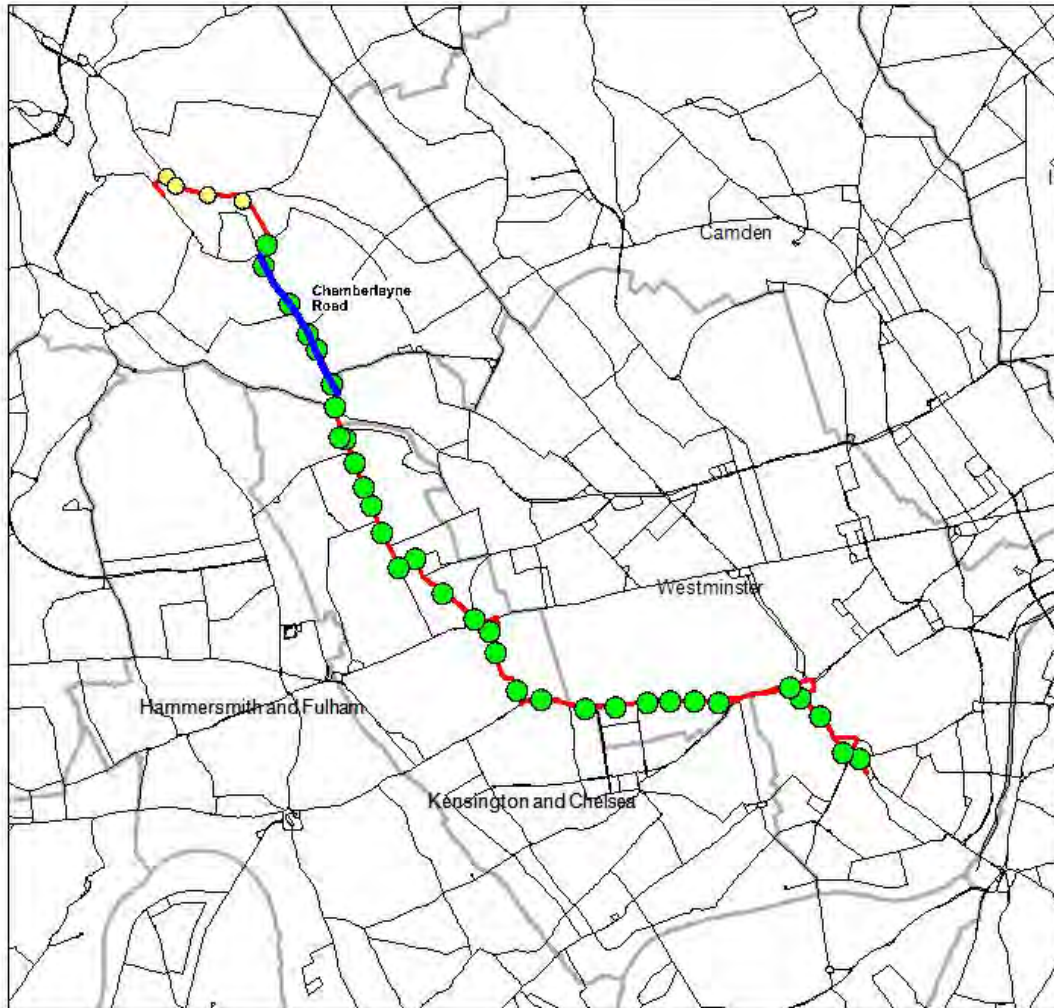 Camden
Chamberlayne
Road
Westminster
Hammersmith and Fulham
Kensington and Chelsea